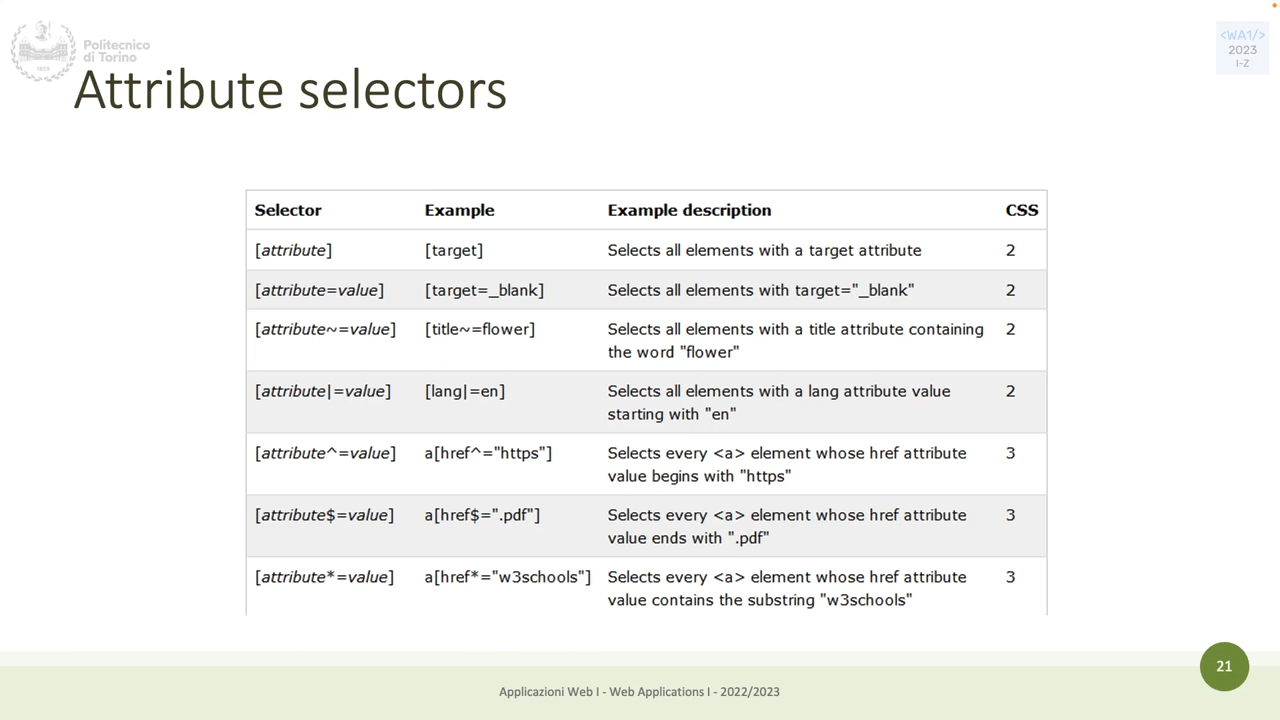 Politecnico
di Torino
<WA1/>
2023
I-Z
Attribute selectors
Selector Example Example description CSS
[attribute] [target] Selects all elements with a target attribute 2
[attribute=value] [target=_blank] Selects all elements with target="_blank" 2
[attribute~=value] [title~=flower] Selects all elements with a title attribute containing 2
the word "flower"
[attribute|=value] [lang|=en] Selects all elements with a lang attribute value 2
starting with "en"
[attribute^=value] a[href^="https"] Selects every <a> element whose href attribute 3
value begins with "https"
[attribute$=value] a[href$=".pdf"] Selects every <a> element whose href attribute 3
value ends with ".pdf"
[attribute*=value] a[href*="w3schools"] Selects every <a> element whose href attribute 3
value contains the substring "w3schools"
21
Applicazioni Web I - Web Applications I - 2022/2023